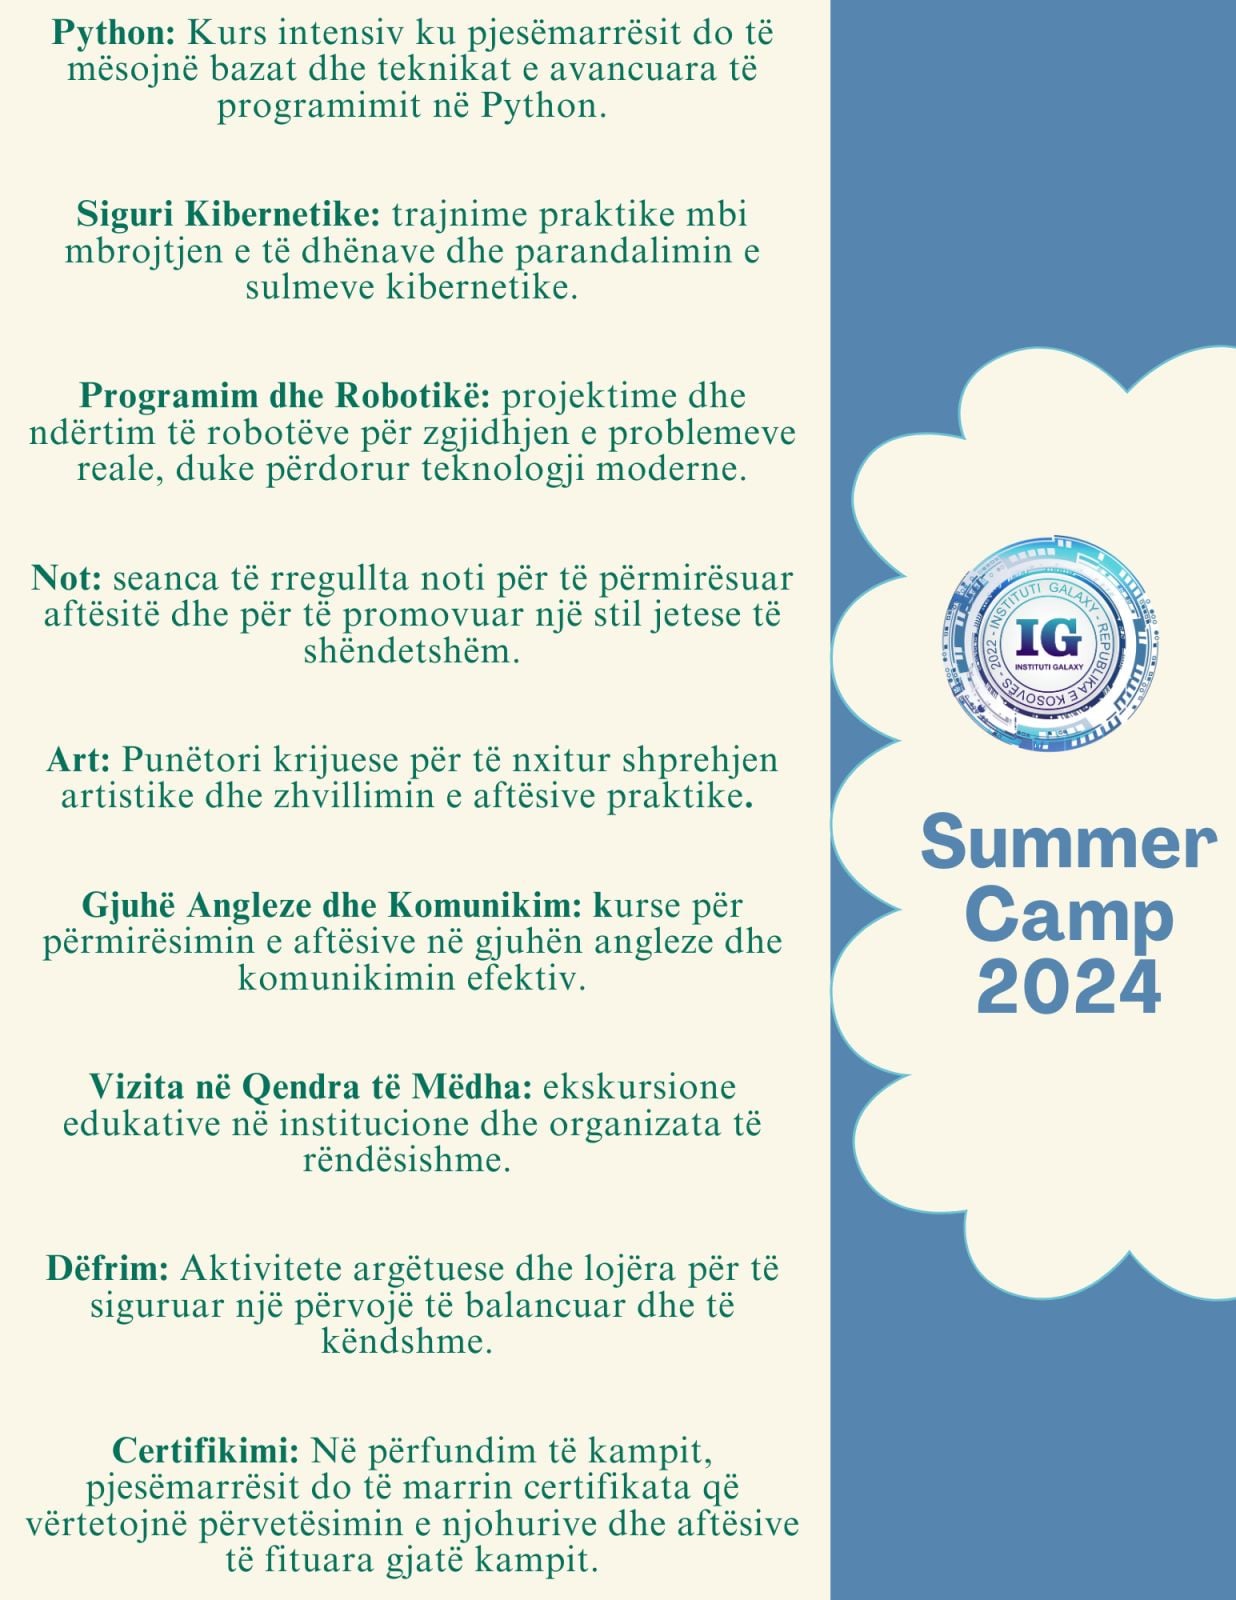 Python: Kurs intensiv ku pjesëmarrësit do të
mësojnë bazat dhe teknikat e avancuara të
programimit në Python.
Siguri Kibernetike: trajnime praktike mbi
mbrojtjen e të dhënave dhe parandalimin e
sulmeve kibernetike.
Programim dhe Robotikë: projektime dhe
ndërtim të robotëve për zgjidhjen e problemeve
reale, duke përdorur teknologji moderne.
Not: seanca të rregullta noti për të përmirësuar
aftësitë dhe për të promovuar një stil jetese të
shëndetshëm.
Art: Punëtori krijuese për të nxitur shprehjen
artistike dhe zhvillimin e aftësive praktike.
Gjuhë Angleze dhe Komunikim: kurse për
përmirësimin e aftësive në gjuhën angleze dhe
komunikimin efektiv.
Vizita në Qendra të Mëdha: ekskursione
edukative në institucione dhe organizata të
rëndësishme.
Dëfrim: Aktivitete argëtuese dhe lojëra për të
siguruar një përvojë të balancuar dhe të
këndshme.
Certifikimi: Në përfundim të kampit,
pjesëmarrësit do të marrin certifikata që
vërtetojnë përvetësimin e njohurive dhe aftësive
të fituara gjatë kampit.
INSTITUTI GALAXY - REPUBLIKA E KOSOVËS - 2022 -
IG
INSTITUTI GALAXY
Summer
Camp
2024